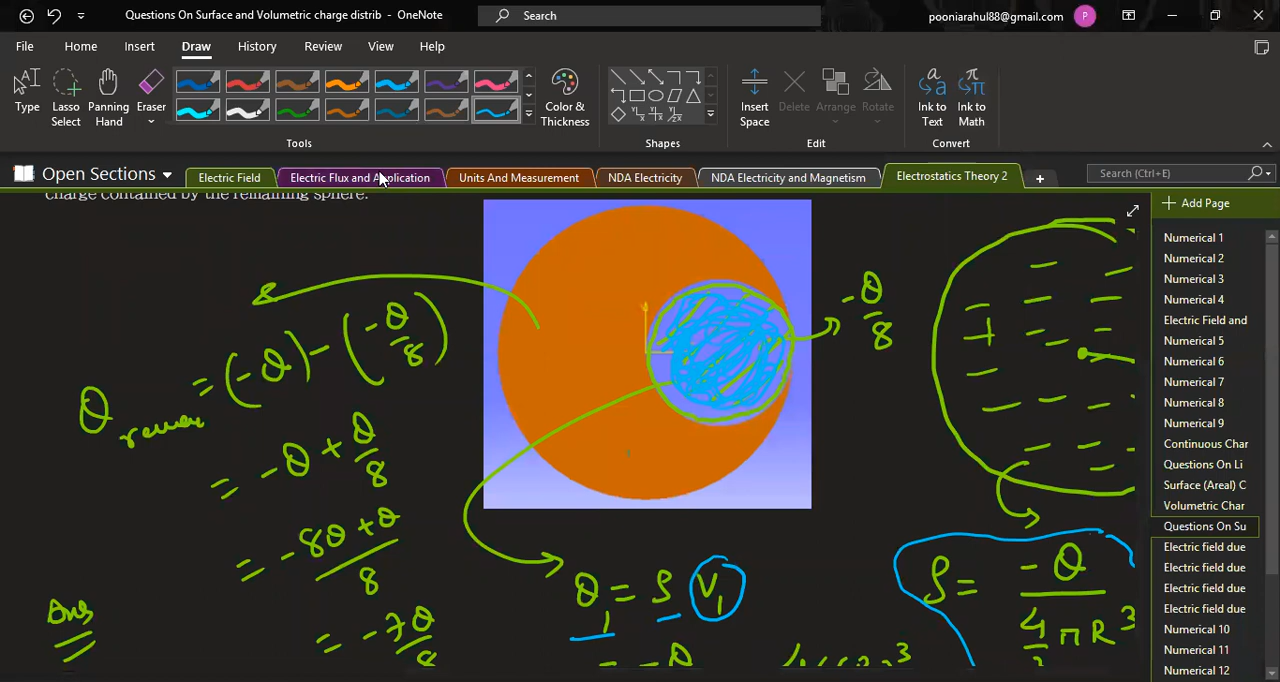 Questions On Surface and Volumetric charge distrib - OneNote
Search
pooniarahul88@gmail.com
P
File Home Insert Draw History Review View Help
Type
Lasso Select
Panning Hand
Eraser
Color & Thickness
Insert Space
Delete
Arrange
Rotate
Ink to Text
Ink to Math
Tools Shapes Edit Convert
Open Sections
Electric Field
Electric Flux and Application
Units And Measurement
NDA Electricity
NDA Electricity and Magnetism
Electrostatics Theory 2
Search (Ctrl+E)
charge contained by the remaining sphere.
Add Page
Numerical 1
Numerical 2
Numerical 3
Numerical 4
Electric Field and
Numerical 5
Numerical 6
Numerical 7
Numerical 8
Numerical 9
Continuous Char
Questions On Li
Surface (Areal) C
Volumetric Char
Questions On Su
Electric field due
Electric field due
Electric field due
Electric field due
Numerical 10
Numerical 11
Numerical 12
-Q/8
Q = (-Q) - (-Q/8)
= -Q + Q/8
= -8Q + Q / 8
Ans = -7Q/8
Q1 = ρ V1
ρ = -Q / 4/3 πR³